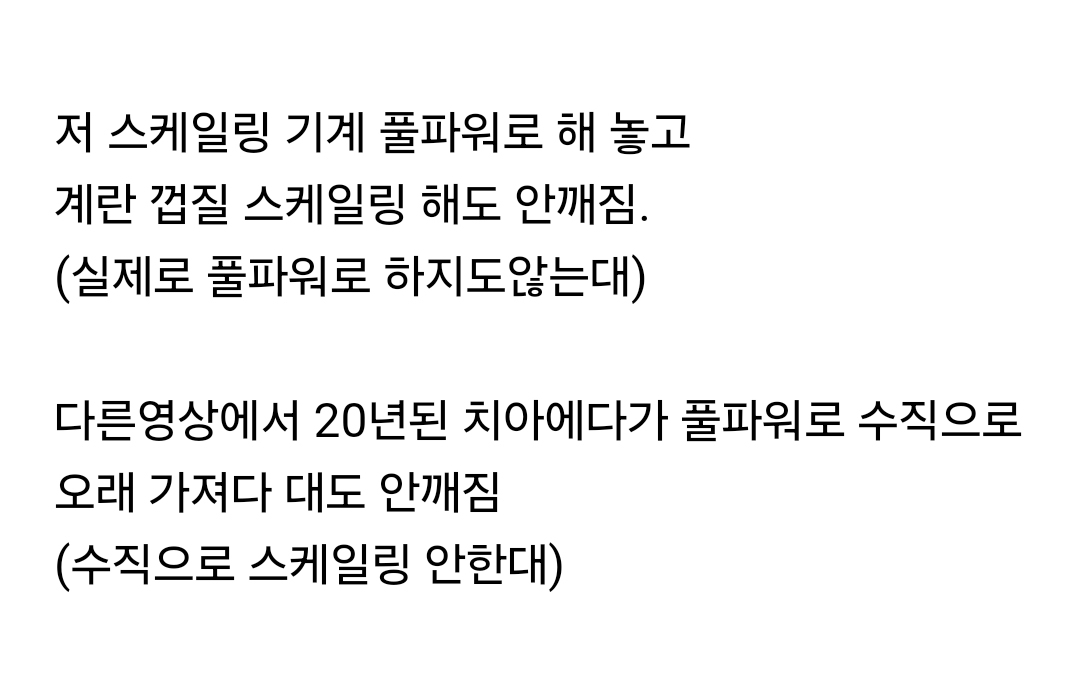 저 스케일링 기계 풀파워로 해 놓고
계란 껍질 스케일링 해도 안깨짐.
(실제로 풀파워로 하지도않는대)
다른영상에서 20년된 치아에다가 풀파워로 수직으로
오래 가져다 대도 안깨짐
(수직으로 스케일링 안한대)